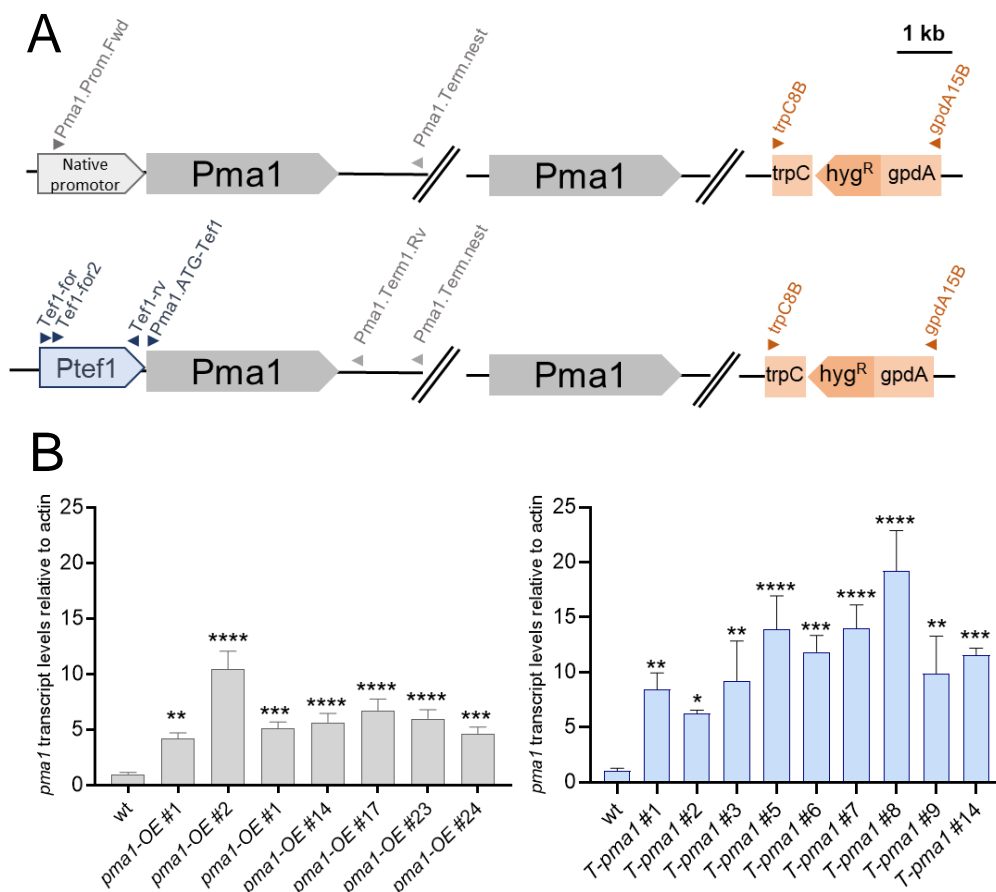 A
1 kb
Pma1.Prom.Fwd
Pma1.Term.nest
trpC8B
gpdA15B
Native
promotor
Pma1
Pma1
trpC
hygR
gpdA
Tef1-for
Tef1-for2
Tef1-rv
Pma1.ATG-Tef1
Pma1.Term1.Rv
Pma1.Term.nest
trpC8B
gpdA15B
Ptef1
Pma1
Pma1
trpC
hygR
gpdA
B
pma1 transcript levels relative to actin
25
20
15
10
5
0
**
****
***
****
****
****
***
wt
pma1-OE #1
pma1-OE #2
pma1-OE #1
pma1-OE #14
pma1-OE #17
pma1-OE #23
pma1-OE #24
pma1 transcript levels relative to actin
25
20
15
10
5
0
**
*
**
****
***
****
****
**
***
wt
T-pma1 #1
T-pma1 #2
T-pma1 #3
T-pma1 #5
T-pma1 #6
T-pma1 #7
T-pma1 #8
T-pma1 #9
T-pma1 #14